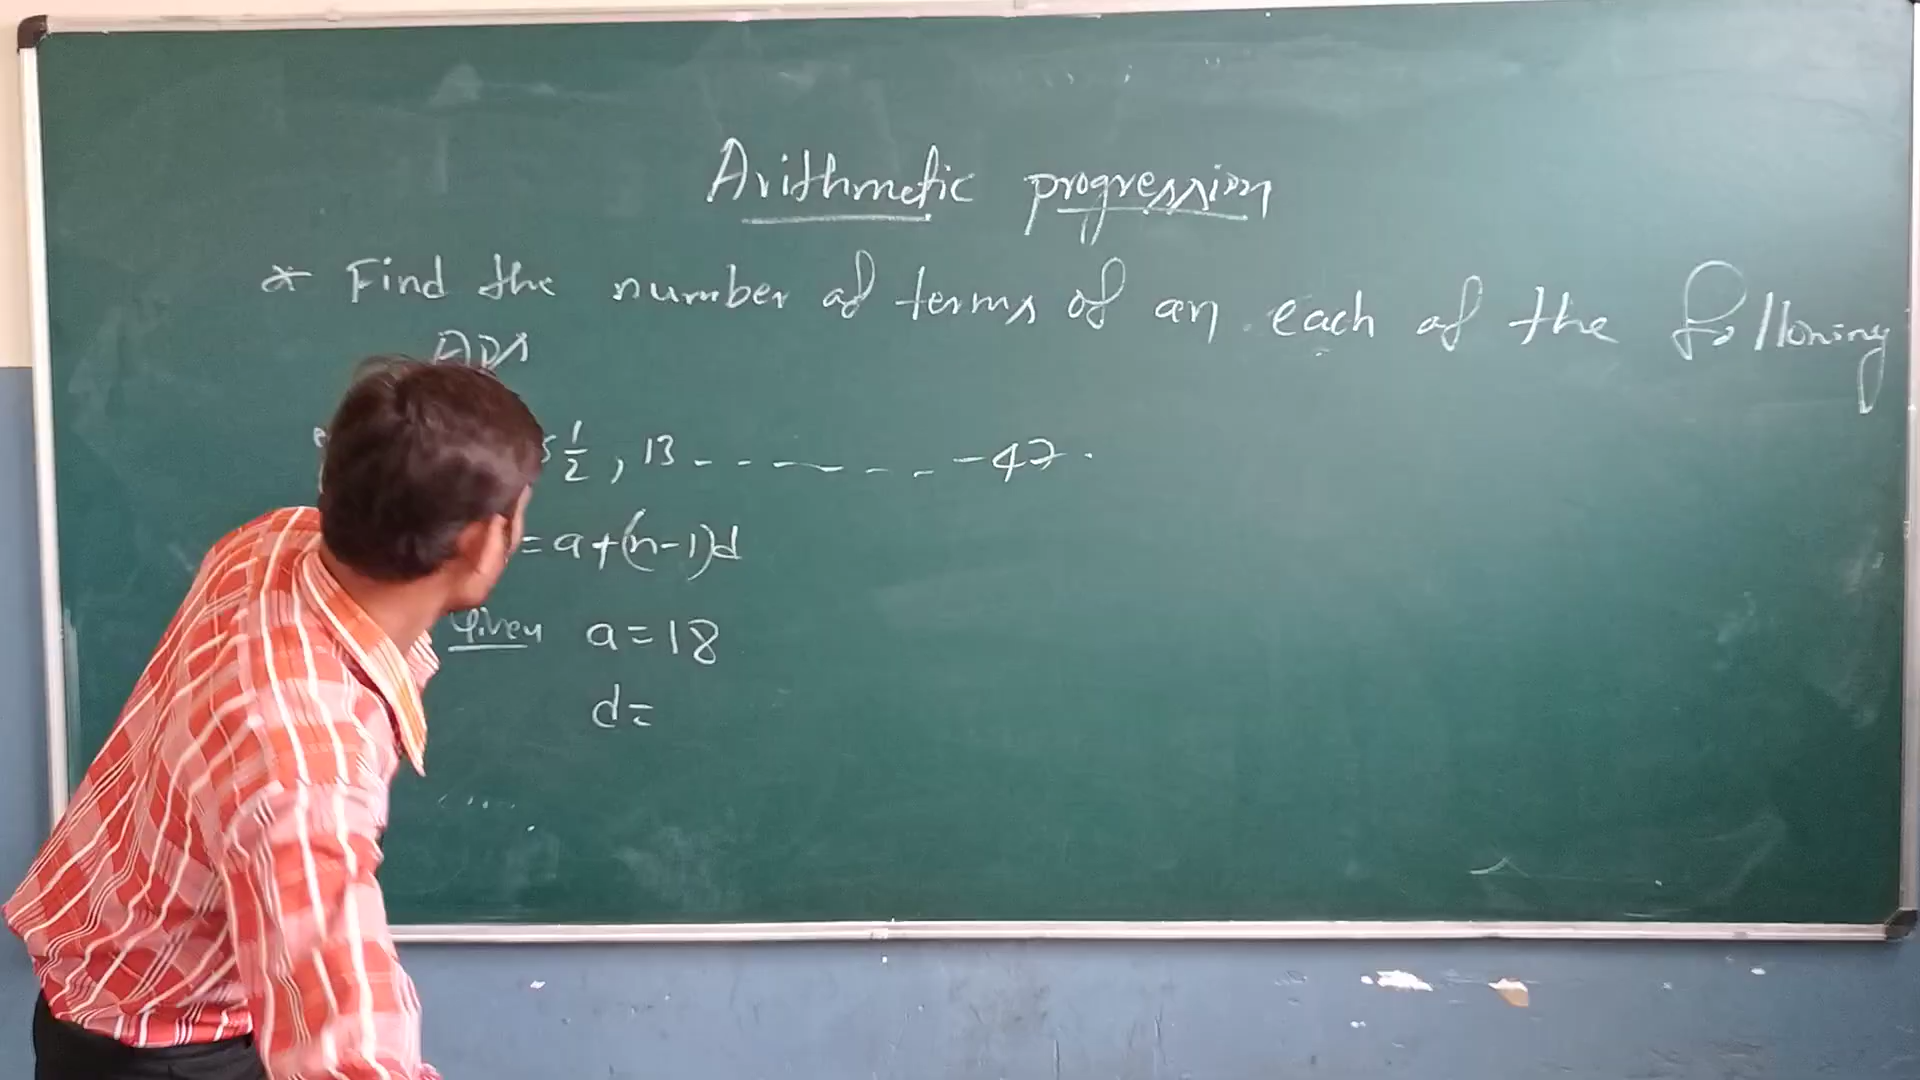 Arithmetic progression
* Find the number of terms of an each of the following
APs
5 1/2, 13 - - - - - - -47.
= a+(n-1)d
Given a=18
d=